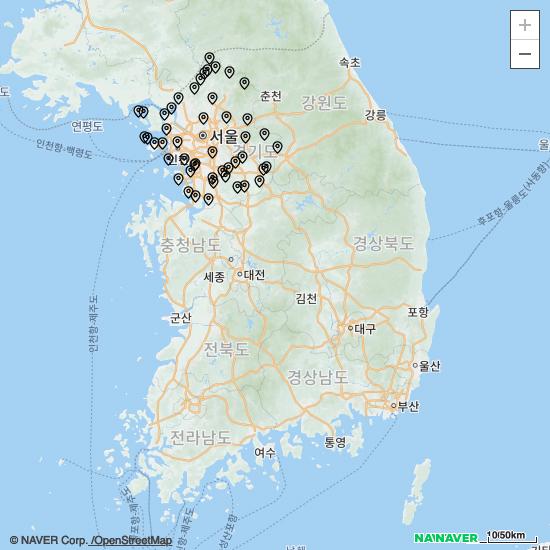 +
−
속초
춘천
강원도
강릉
연평도
인천항-백령도
서울
인천
경기도
울
후포항-울릉도(사동항)
충청남도
경상북도
세종
대전
인천항-제주도
군산
김천
포항
전북도
대구
경상남도
울산
부산
전라남도
여수
통영
© NAVER Corp. /OpenStreetMap
NAVER
10/50km